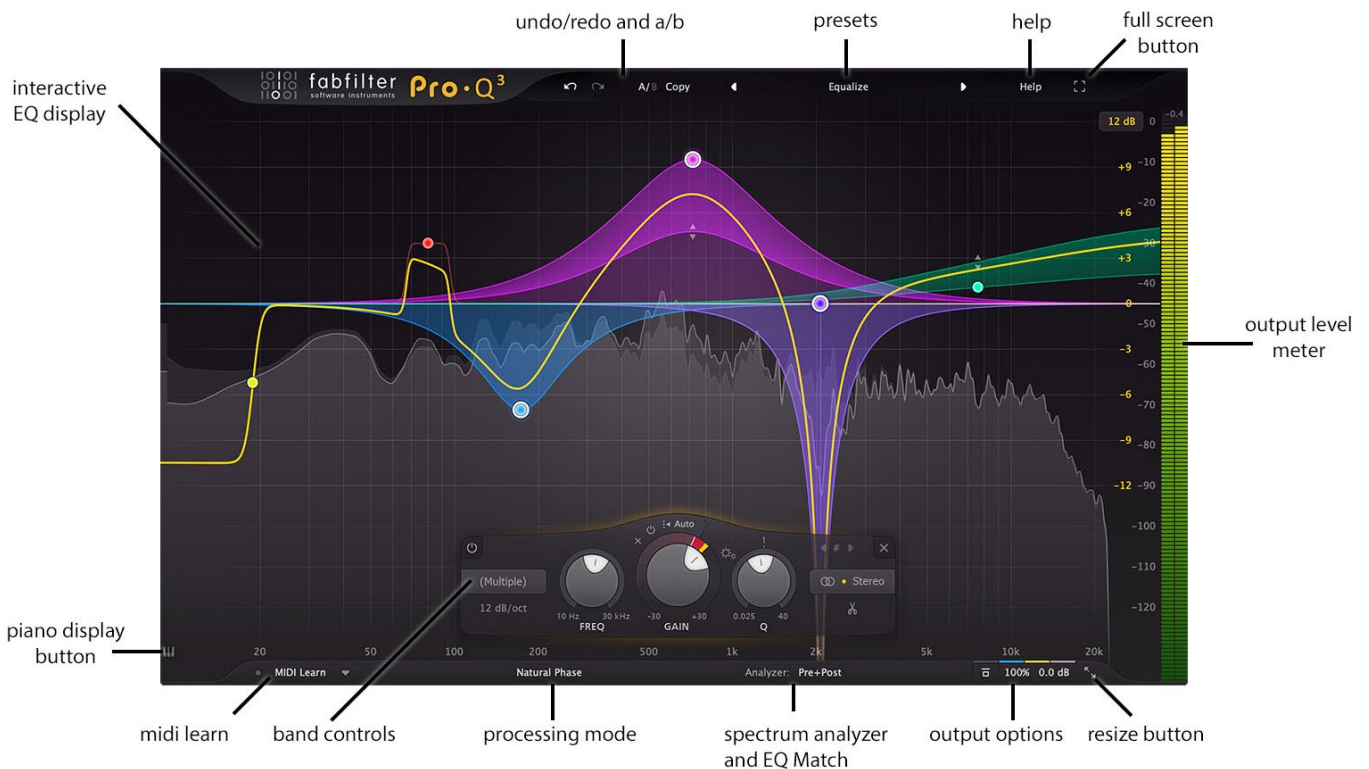 undo/redo and a/b
presets
help
full screen
button
interactive
EQ display
fabfilter
software instruments
Pro·Q3
A/B Copy
Equalize
Help
12 dB
0
-0.4
+9
-10
+6
-20
+3
-30
-40
0
-50
-3
-60
-6
-70
-9
-80
-12
-90
-100
-110
-120
output level
meter
Auto
1
#
(Multiple)
12 dB/oct
10 Hz
30 kHz
FREQ
-30
+30
GAIN
0.025
40
Q
Stereo
piano display
button
20
50
100
200
500
1k
2k
5k
10k
20k
MIDI Learn
Natural Phase
Analyzer: Pre+Post
100%
0.0 dB
midi learn
band controls
processing mode
spectrum analyzer
and EQ Match
output options
resize button